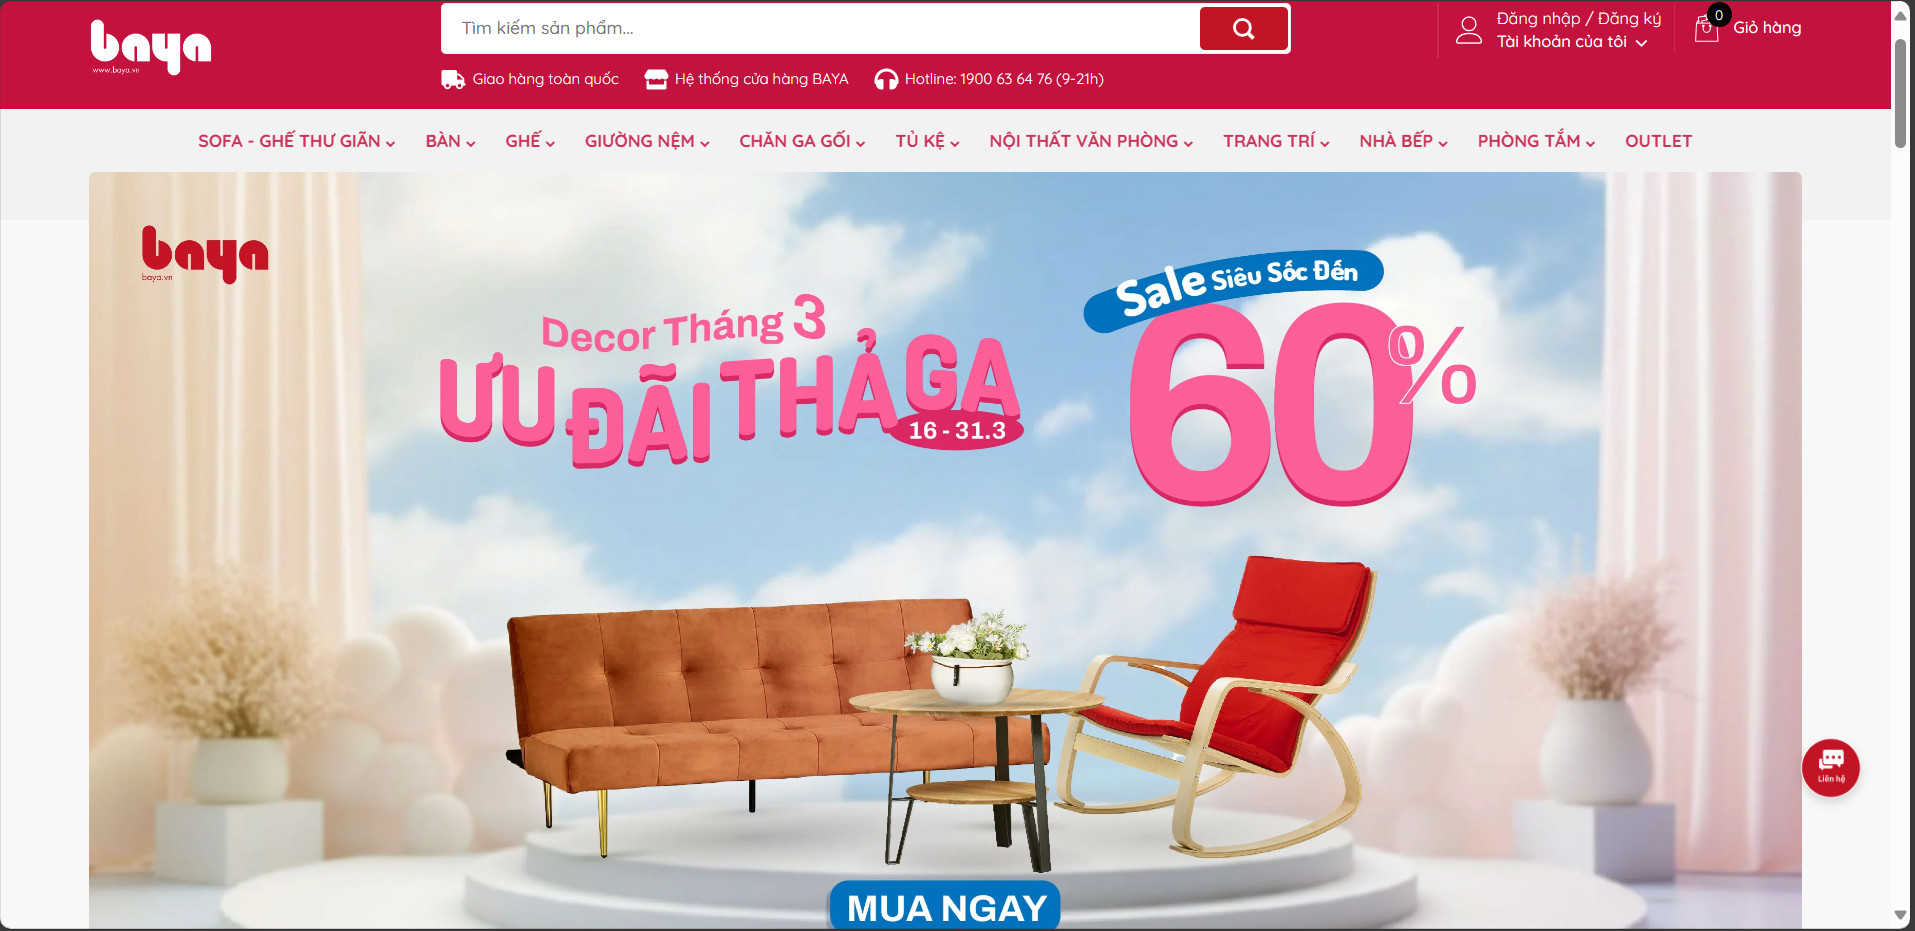 baya
www.baya.vn
Tìm kiếm sản phẩm...
Đăng nhập / Đăng ký
Tài khoản của tôi
0
Giỏ hàng
Giao hàng toàn quốc
Hệ thống cửa hàng BAYA
Hotline: 1900 63 64 76 (9-21h)
SOFA - GHẾ THƯ GIÃN
BÀN
GHẾ
GIƯỜNG NỆM
CHĂN GA GỐI
TỦ KỆ
NỘI THẤT VĂN PHÒNG
TRANG TRÍ
NHÀ BẾP
PHÒNG TẮM
OUTLET
baya
baya.vn
Decor Tháng 3
ƯU ĐÃI THẢ GA
16 - 31.3
Sale Siêu Sốc Đến
60%
MUA NGAY
Liên hệ